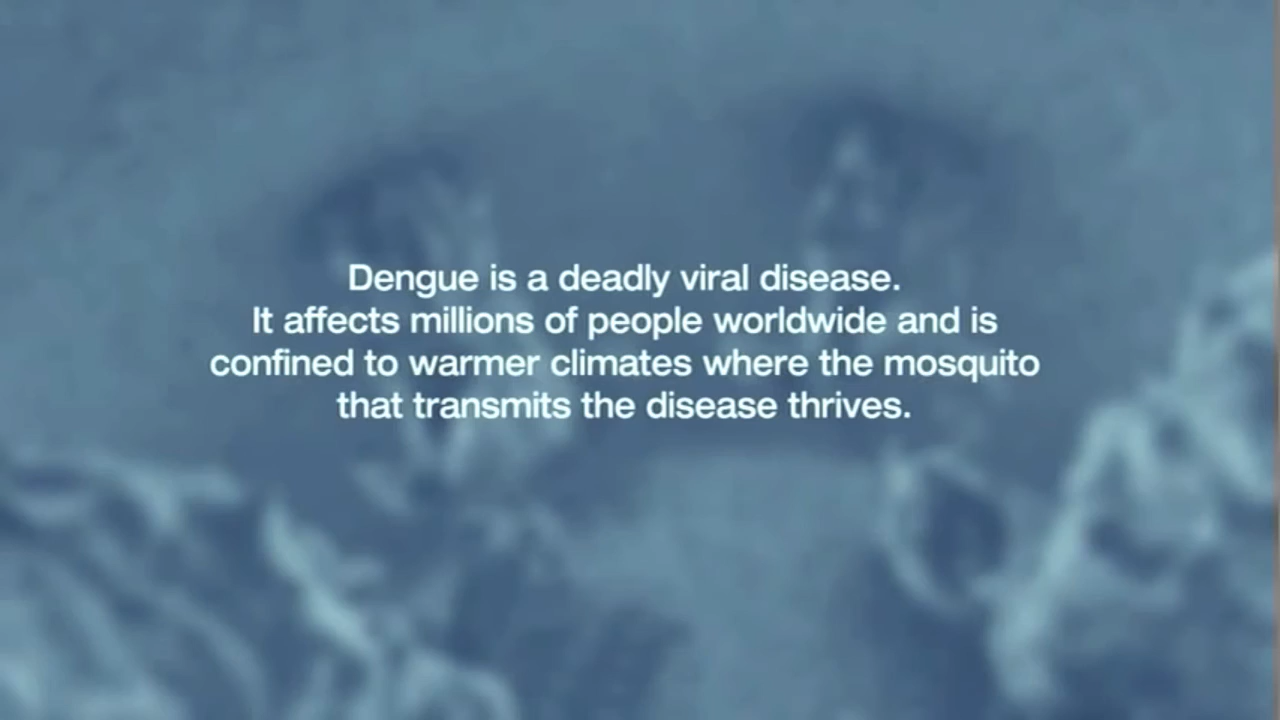 Dengue is a deadly viral disease.
It affects millions of people worldwide and is
confined to warmer climates where the mosquito
that transmits the disease thrives.